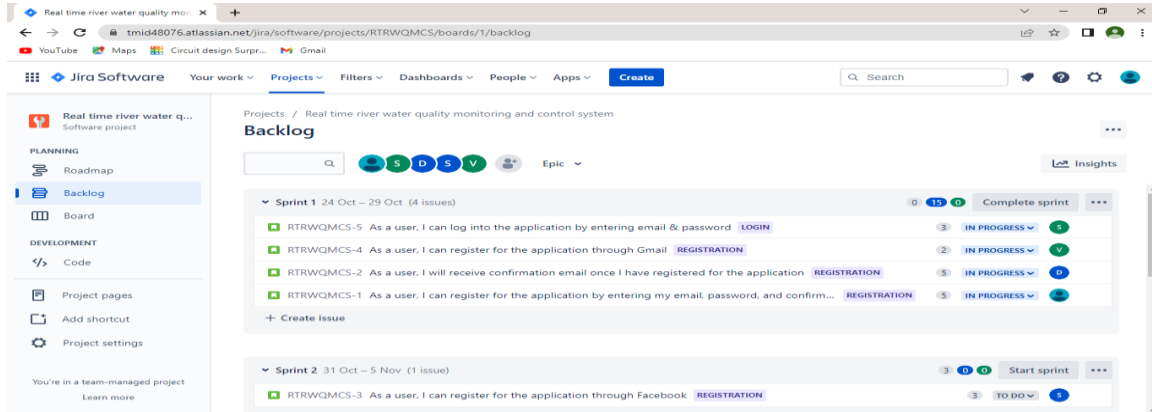 Real time river water quality mon
tmid48076.atlassian.net/jira/software/projects/RTRWQMCS/boards/1/backlog
YouTube Maps Circuit design Surpr... Gmail
Jira Software Your work Projects Filters Dashboards People Apps Create Search
Real time river water q...
Software project
PLANNING
Roadmap
Backlog
Board
DEVELOPMENT
Code
Project pages
Add shortcut
Project settings
You're in a team-managed project
Learn more
Projects / Real time river water quality monitoring and control system
Backlog
S D S V Epic Insights
Sprint 1 24 Oct – 29 Oct (4 issues) 0 15 0 Complete sprint
RTRWQMCS-5 As a user, I can log into the application by entering email & password LOGIN 3 IN PROGRESS S
RTRWQMCS-4 As a user, I can register for the application through Gmail REGISTRATION 2 IN PROGRESS V
RTRWQMCS-2 As a user, I will receive confirmation email once I have registered for the application REGISTRATION 5 IN PROGRESS D
RTRWQMCS-1 As a user, I can register for the application by entering my email, password, and confirm... REGISTRATION 5 IN PROGRESS
+ Create issue
Sprint 2 31 Oct – 5 Nov (1 issue) 3 0 0 Start sprint
RTRWQMCS-3 As a user, I can register for the application through Facebook REGISTRATION 3 TO DO S